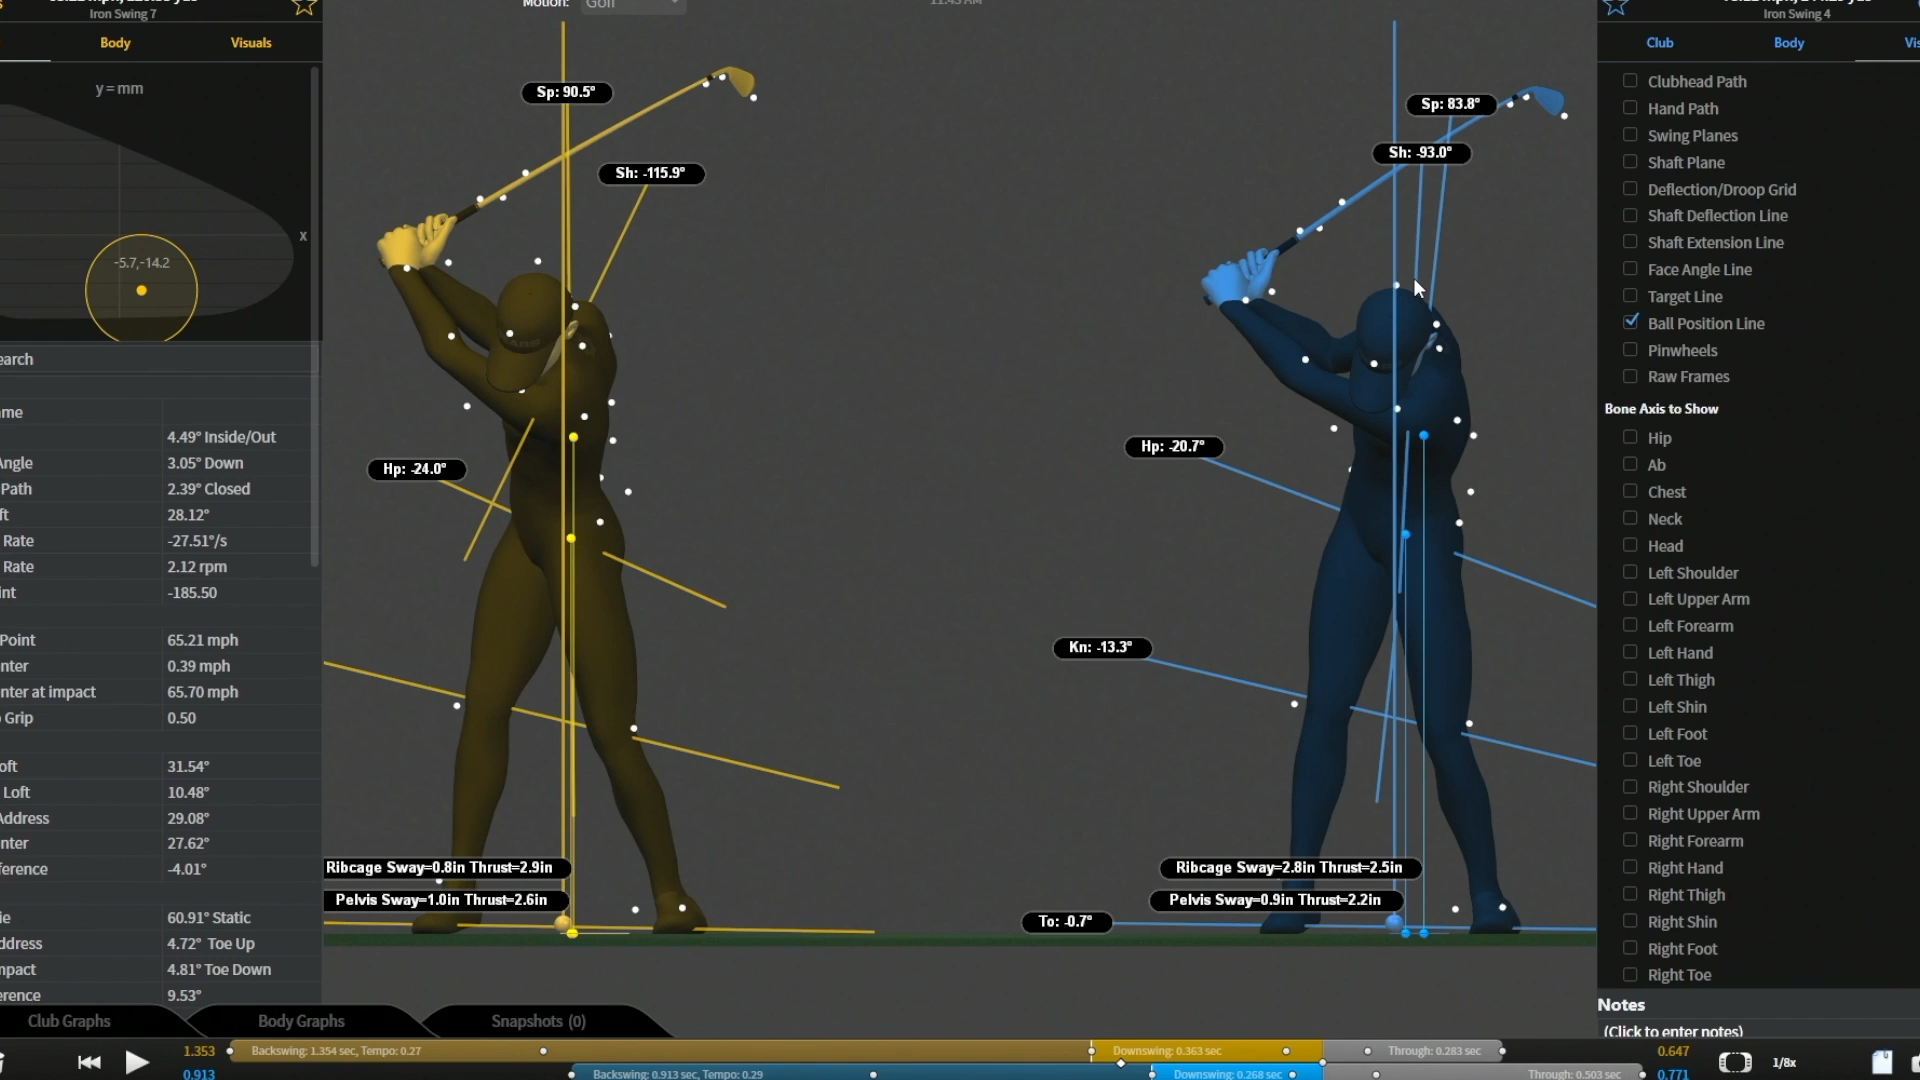 Iron Swing 7
Body
Visuals
y = mm
-5.7,-14.2
x
earch
ame
4.49° Inside/Out
Angle 3.05° Down
Path 2.39° Closed
ft 28.12°
Rate -27.51°/s
Rate 2.12 rpm
int -185.50
Point 65.21 mph
nter 0.39 mph
nter at impact 65.70 mph
Grip 0.50
oft 31.54°
Loft 10.48°
Address 29.08°
nter 27.62°
ference -4.01°
ie 60.91° Static
ddress 4.72° Toe Up
mpact 4.81° Toe Down
erence 9.53°
Motion: Golf
Sp: 90.5°
Sh: -115.9°
Hp: -24.0°
Ribcage Sway=0.8in Thrust=2.9in
Pelvis Sway=1.0in Thrust=2.6in
Sp: 83.8°
Sh: -93.0°
Hp: -20.7°
Kn: -13.3°
Ribcage Sway=2.8in Thrust=2.5in
Pelvis Sway=0.9in Thrust=2.2in
To: -0.7°
Iron Swing 4
Club
Body
Vis
Clubhead Path
Hand Path
Swing Planes
Shaft Plane
Deflection/Droop Grid
Shaft Deflection Line
Shaft Extension Line
Face Angle Line
Target Line
Ball Position Line
Pinwheels
Raw Frames
Bone Axis to Show
Hip
Ab
Chest
Neck
Head
Left Shoulder
Left Upper Arm
Left Forearm
Left Hand
Left Thigh
Left Shin
Left Foot
Left Toe
Right Shoulder
Right Upper Arm
Right Forearm
Right Hand
Right Thigh
Right Shin
Right Foot
Right Toe
Notes
(Click to enter notes)
Club Graphs
Body Graphs
Snapshots (0)
1.353
Backswing: 1.354 sec, Tempo: 0.27
Downswing: 0.363 sec
Through: 0.283 sec
0.647
1/8x
0.913
Backswing: 0.913 sec, Tempo: 0.29
Downswing: 0.268 sec
Through: 0.503 sec
0.771